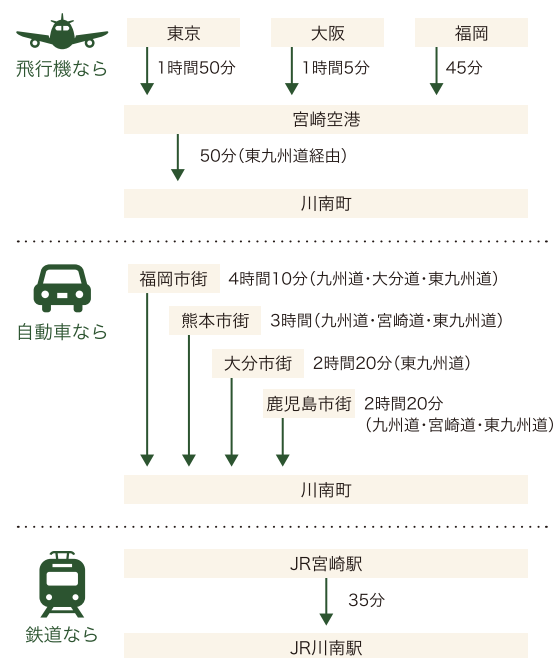 飛行機なら
東京
大阪
福岡
1時間50分
1時間5分
45分
宮崎空港
50分（東九州道経由）
川南町
自動車なら
福岡市街
4時間10分（九州道・大分道・東九州道）
熊本市街
3時間（九州道・宮崎道・東九州道）
大分市街
2時間20分（東九州道）
鹿児島市街
2時間20分
（九州道・宮崎道・東九州道）
川南町
鉄道なら
JR宮崎駅
35分
JR川南駅